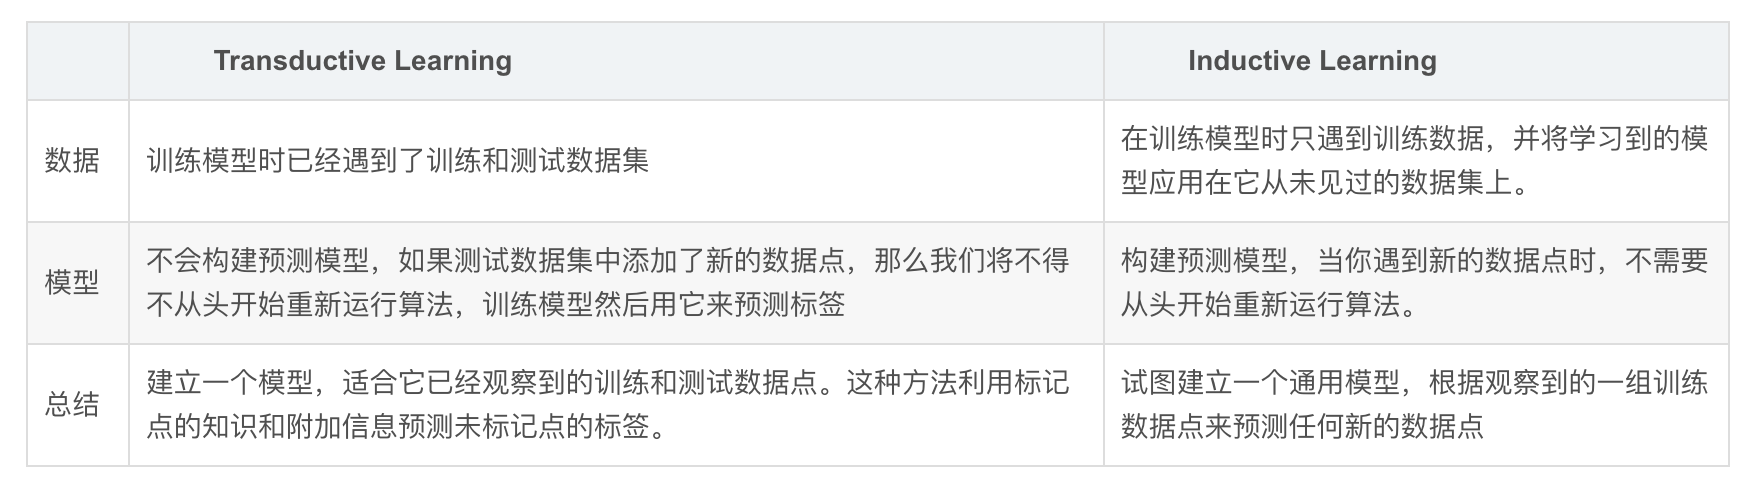 Transductive Learning
Inductive Learning
数据
训练模型时已经遇到了训练和测试数据集
在训练模型时只遇到训练数据，并将学习到的模
型应用在它从未见过的数据集上。
模型
不会构建预测模型，如果测试数据集中添加了新的数据点，那么我们将不得
不从头开始重新运行算法，训练模型然后用它来预测标签
构建预测模型，当你遇到新的数据点时，不需要
从头开始重新运行算法。
总结
建立一个模型，适合它已经观察到的训练和测试数据点。这种方法利用标记
点的知识和附加信息预测未标记点的标签。
试图建立一个通用模型，根据观察到的一组训练
数据点来预测任何新的数据点